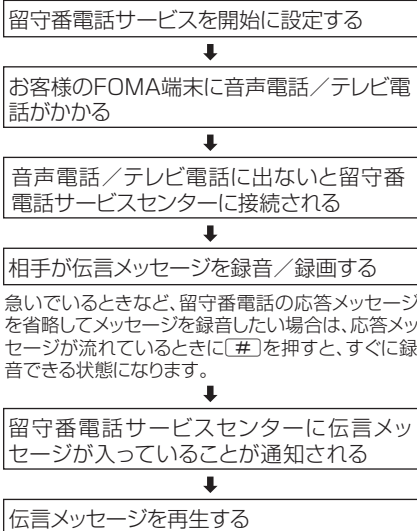 留守番電話サービスを開始に設定する
⬇
お客様のFOMA端末に音声電話／テレビ電
話がかかる
⬇
音声電話／テレビ電話に出ないと留守番
電話サービスセンターに接続される
⬇
相手が伝言メッセージを録音／録画する
急いでいるときなど、留守番電話の応答メッセージ
を省略してメッセージを録音したい場合は、応答メッ
セージが流れているときに＃を押すと、すぐに録
音できる状態になります。
⬇
留守番電話サービスセンターに伝言メッ
セージが入っていることが通知される
⬇
伝言メッセージを再生する